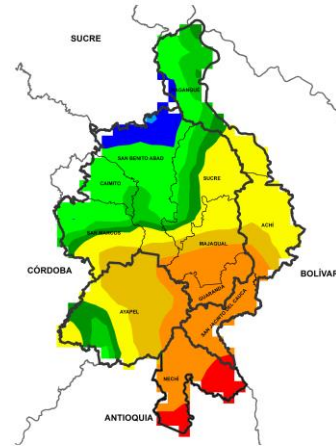 SUCRE
MAGANGUÉ
SAN BENITO ABAD
CAIMITO
SUCRE
SAN MARCOS
ACHÍ
MAJAGUAL
CÓRDOBA
BOLÍVAR
GUARANDA
SAN JACINTO DEL CAUCA
AYAPEL
NECHÍ
ANTIOQUIA